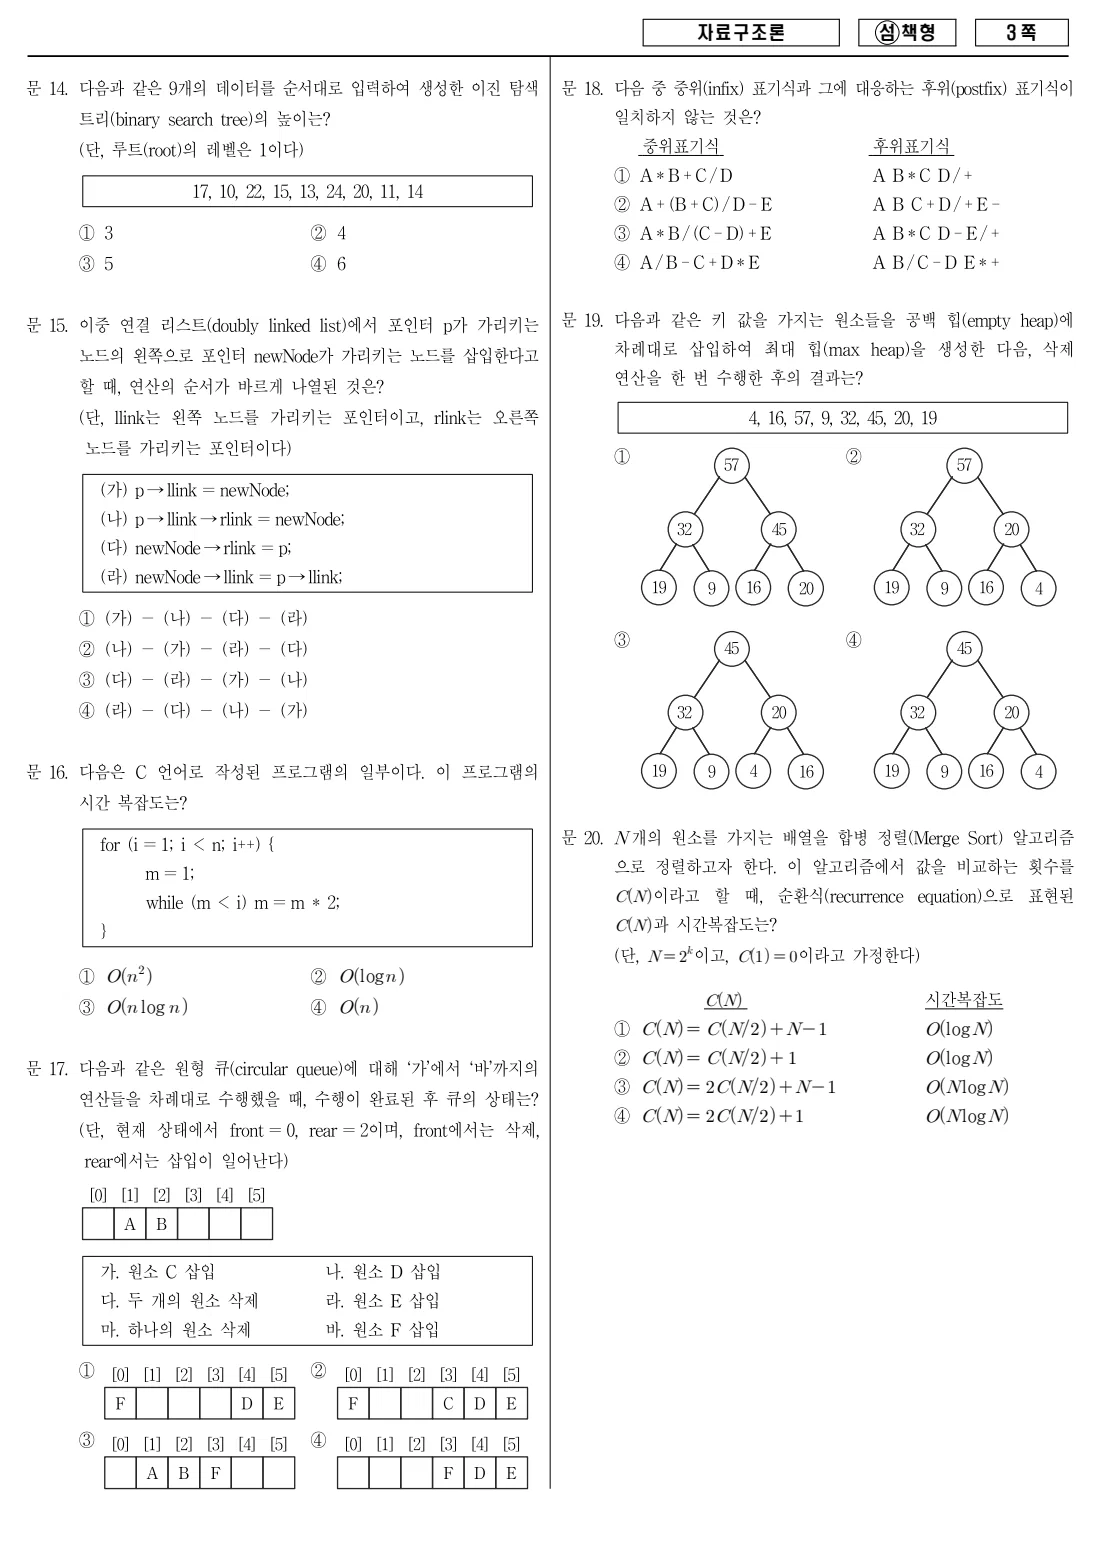 자료구조론
섬책형
3쪽
문 14. 다음과 같은 9개의 데이터를 순서대로 입력하여 생성한 이진 탐색
트리(binary search tree)의 높이는?
(단, 루트(root)의 레벨은 1이다)
17, 10, 22, 15, 13, 24, 20, 11, 14
① 3 ② 4
③ 5 ④ 6
문 15. 이중 연결 리스트(doubly linked list)에서 포인터 p가 가리키는
노드의 왼쪽으로 포인터 newNode가 가리키는 노드를 삽입한다고
할 때, 연산의 순서가 바르게 나열된 것은?
(단, llink는 왼쪽 노드를 가리키는 포인터이고, rlink는 오른쪽
노드를 가리키는 포인터이다)
(가) p→llink = newNode;
(나) p→llink→rlink = newNode;
(다) newNode→rlink = p;
(라) newNode→llink = p→llink;
① (가) - (나) - (다) - (라)
② (나) - (가) - (라) - (다)
③ (다) - (라) - (가) - (나)
④ (라) - (다) - (나) - (가)
문 16. 다음은 C 언어로 작성된 프로그램의 일부이다. 이 프로그램의
시간 복잡도는?
for (i = 1; i < n; i++) {
m = 1;
while (m < i) m = m * 2;
}
① O(n²) ② O(log n)
③ O(n log n) ④ O(n)
문 17. 다음과 같은 원형 큐(circular queue)에 대해 ‘가’에서 ‘바’까지의
연산들을 차례대로 수행했을 때, 수행이 완료된 후 큐의 상태는?
(단, 현재 상태에서 front = 0, rear = 2이며, front에서는 삭제,
rear에서는 삽입이 일어난다)
[0] [1] [2] [3] [4] [5]
A B
가. 원소 C 삽입 나. 원소 D 삽입
다. 두 개의 원소 삭제 라. 원소 E 삽입
마. 하나의 원소 삭제 바. 원소 F 삽입
① [0] [1] [2] [3] [4] [5] ② [0] [1] [2] [3] [4] [5]
F D E F C D E
③ [0] [1] [2] [3] [4] [5] ④ [0] [1] [2] [3] [4] [5]
A B F F D E
문 18. 다음 중 중위(infix) 표기식과 그에 대응하는 후위(postfix) 표기식이
일치하지 않는 것은?
중위표기식 후위표기식
① A*B+C/D A B*C D/+
② A+(B+C)/D-E A B C+D/+E-
③ A*B/(C-D)+E A B*C D-E/+
④ A/B-C+D*E A B/C-D E*+
문 19. 다음과 같은 키 값을 가지는 원소들을 공백 힙(empty heap)에
차례대로 삽입하여 최대 힙(max heap)을 생성한 다음, 삭제
연산을 한 번 수행한 후의 결과는?
4, 16, 57, 9, 32, 45, 20, 19
① ②
57 57
32 45 32 20
19 9 16 20 19 9 16 4
③ ④
45 45
32 20 32 20
19 9 4 16 19 9 16 4
문 20. N개의 원소를 가지는 배열을 합병 정렬(Merge Sort) 알고리즘
으로 정렬하고자 한다. 이 알고리즘에서 값을 비교하는 횟수를
C(N)이라고 할 때, 순환식(recurrence equation)으로 표현된
C(N)과 시간복잡도는?
(단, N=2ᵏ이고, C(1)=0이라고 가정한다)
C(N) 시간복잡도
① C(N)= C(N/2)+N-1 O(log N)
② C(N)= C(N/2)+1 O(log N)
③ C(N)= 2C(N/2)+N-1 O(N log N)
④ C(N)= 2C(N/2)+1 O(N log N)